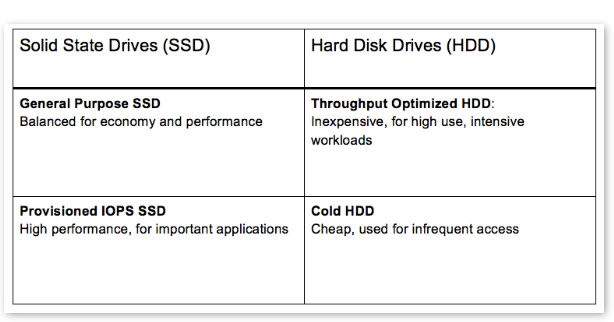 Solid State Drives (SSD)
Hard Disk Drives (HDD)
General Purpose SSD
Balanced for economy and performance
Throughput Optimized HDD:
Inexpensive, for high use, intensive
workloads
Provisioned IOPS SSD
High performance, for important applications
Cold HDD
Cheap, used for infrequent access